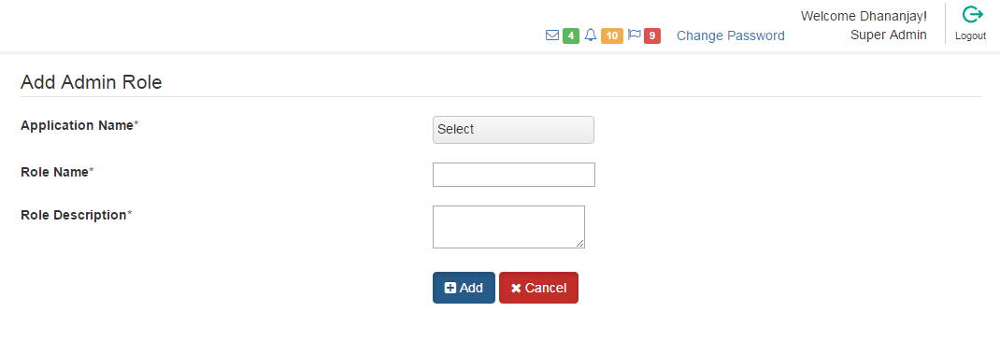 Welcome Dhananjay!
4 10 9 Change Password Super Admin Logout
Add Admin Role
Application Name* Select
Role Name*
Role Description*
Add Cancel